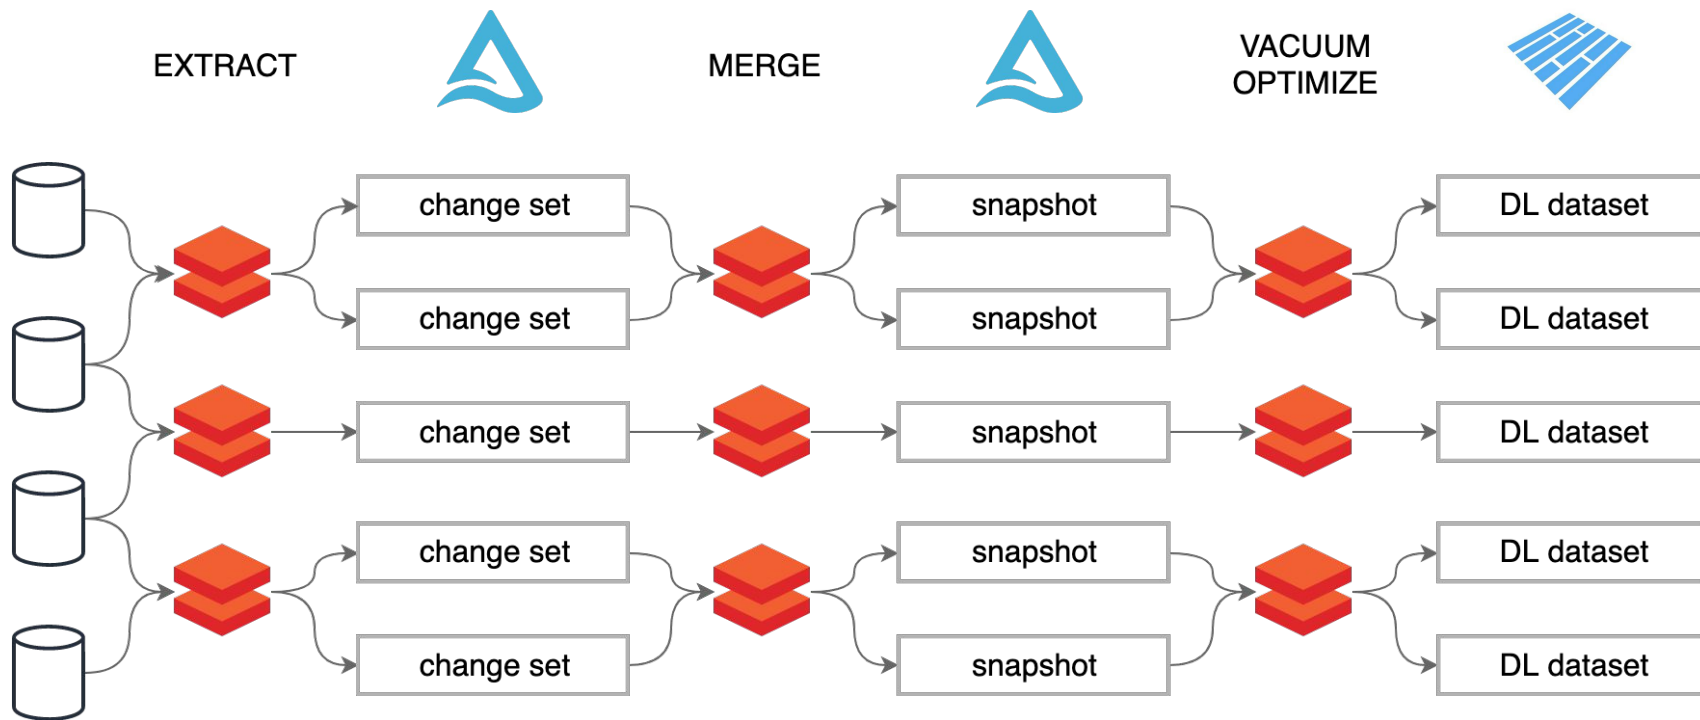 EXTRACT
MERGE
VACUUM
OPTIMIZE
change set
snapshot
DL dataset
change set
snapshot
DL dataset
change set
snapshot
DL dataset
change set
snapshot
DL dataset
change set
snapshot
DL dataset